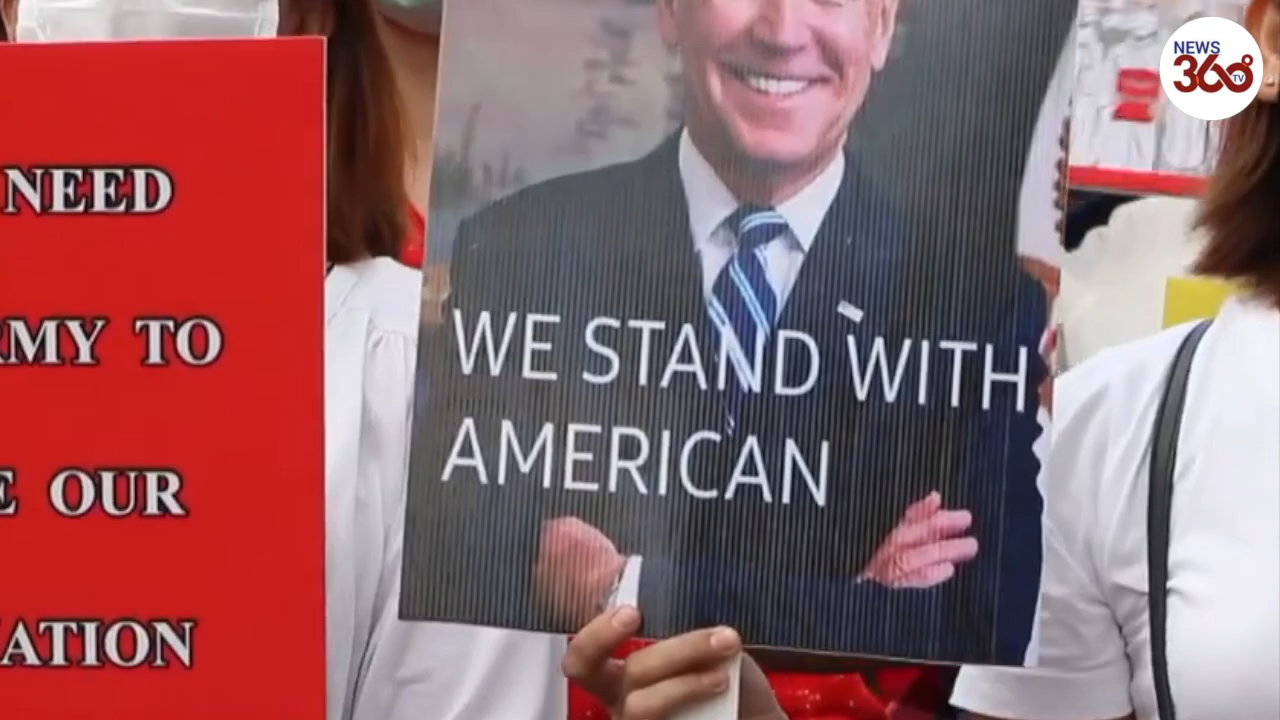 NEED
RMY TO
E OUR
ATION
WE STAND WITH
AMERICAN
NEWS
360
TV